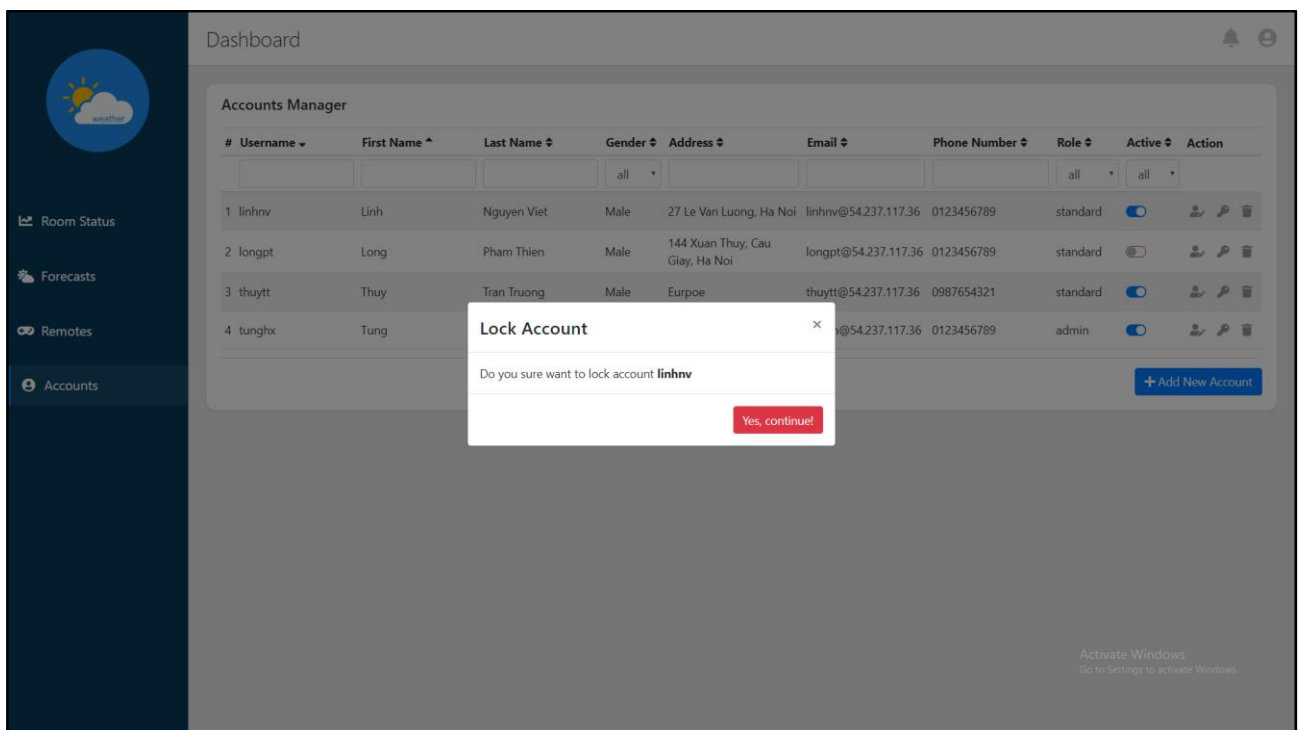 Dashboard
weather
Room Status
Forecasts
Remotes
Accounts
Accounts Manager
# Username First Name Last Name Gender Address Email Phone Number Role Active Action
all all all
1 linhnv Linh Nguyen Viet Male 27 Le Van Luong, Ha Noi linhnv@54.237.117.36 0123456789 standard
2 longpt Long Pham Thien Male 144 Xuan Thuy, Cau Giay, Ha Noi longpt@54.237.117.36 0123456789 standard
3 thuytt Thuy Tran Truong Male Eurpoe thuytt@54.237.117.36 0987654321 standard
4 tunghx Tung @54.237.117.36 0123456789 admin
Add New Account
Lock Account ×
Do you sure want to lock account linhnv
Yes, continue!
Activate Windows
Go to Settings to activate Windows.